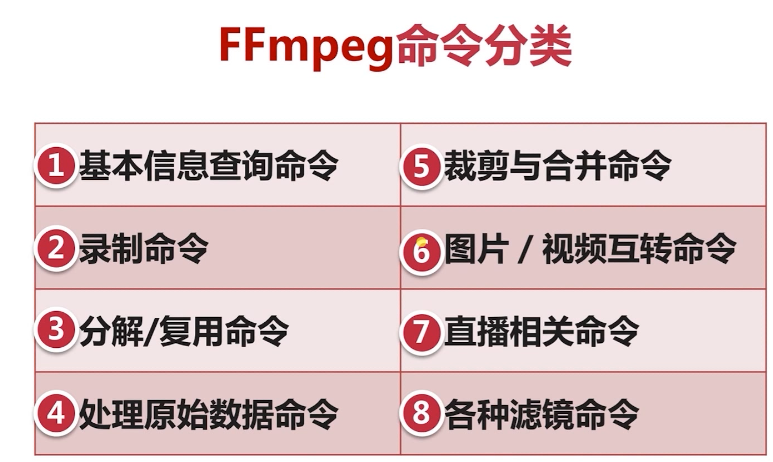 FFmpeg命令分类
1 基本信息查询命令
5 裁剪与合并命令
2 录制命令
6 图片 / 视频互转命令
3 分解/复用命令
7 直播相关命令
4 处理原始数据命令
8 各种滤镜命令